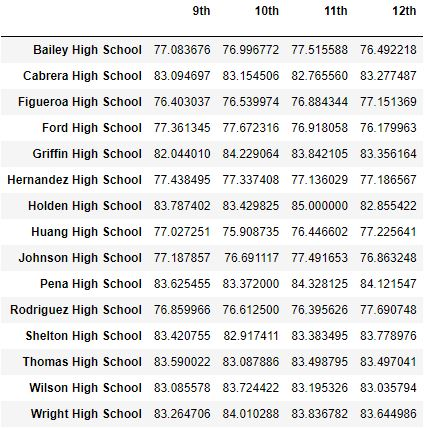 9th 10th 11th 12th
Bailey High School 77.083676 76.996772 77.515588 76.492218
Cabrera High School 83.094697 83.154506 82.765560 83.277487
Figueroa High School 76.403037 76.539974 76.884344 77.151369
Ford High School 77.361345 77.672316 76.918058 76.179963
Griffin High School 82.044010 84.229064 83.842105 83.356164
Hernandez High School 77.438495 77.337408 77.136029 77.186567
Holden High School 83.787402 83.429825 85.000000 82.855422
Huang High School 77.027251 75.908735 76.446602 77.225641
Johnson High School 77.187857 76.691117 77.491653 76.863248
Pena High School 83.625455 83.372000 84.328125 84.121547
Rodriguez High School 76.859966 76.612500 76.395626 77.690748
Shelton High School 83.420755 82.917411 83.383495 83.778976
Thomas High School 83.590022 83.087886 83.498795 83.497041
Wilson High School 83.085578 83.724422 83.195326 83.035794
Wright High School 83.264706 84.010288 83.836782 83.644986